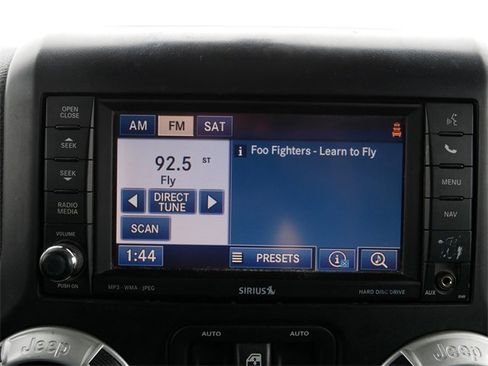 OPEN
CLOSE
SEEK
SEEK
RADIO
MEDIA
VOLUME
PUSH ON
AM FM SAT
92.5 ST
Fly
DIRECT
TUNE
SCAN
1:44
i Foo Fighters - Learn to Fly
PRESETS
i
MENU
NAV
AUX
MP3 · WMA · JPEG
SIRIUS
HARD DISC DRIVE
AUTO AUTO
Jeep
Jeep